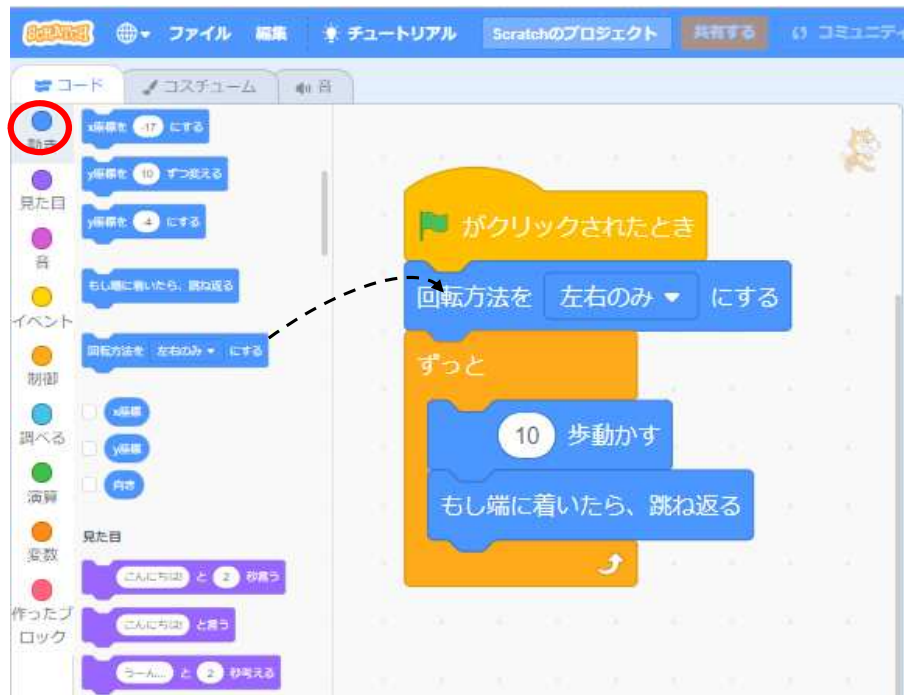 SCRATCH ファイル 編集 チュートリアル Scratchのプロジェクト 共有する コミュニティ
コード コスチューム 音
動き
見た目
音
イベント
制御
調べる
演算
変数
作ったブ
ロック
x座標を -17 にする
y座標を 10 ずつ変える
y座標を -4 にする
もし端に着いたら、跳ね返る
回転方法を 左右のみ にする
x座標
y座標
向き
見た目
こんにちは! と 2 秒言う
こんにちは! と言う
うーん... と 2 秒考える
がクリックされたとき
回転方法を 左右のみ にする
ずっと
10 歩動かす
もし端に着いたら、跳ね返る